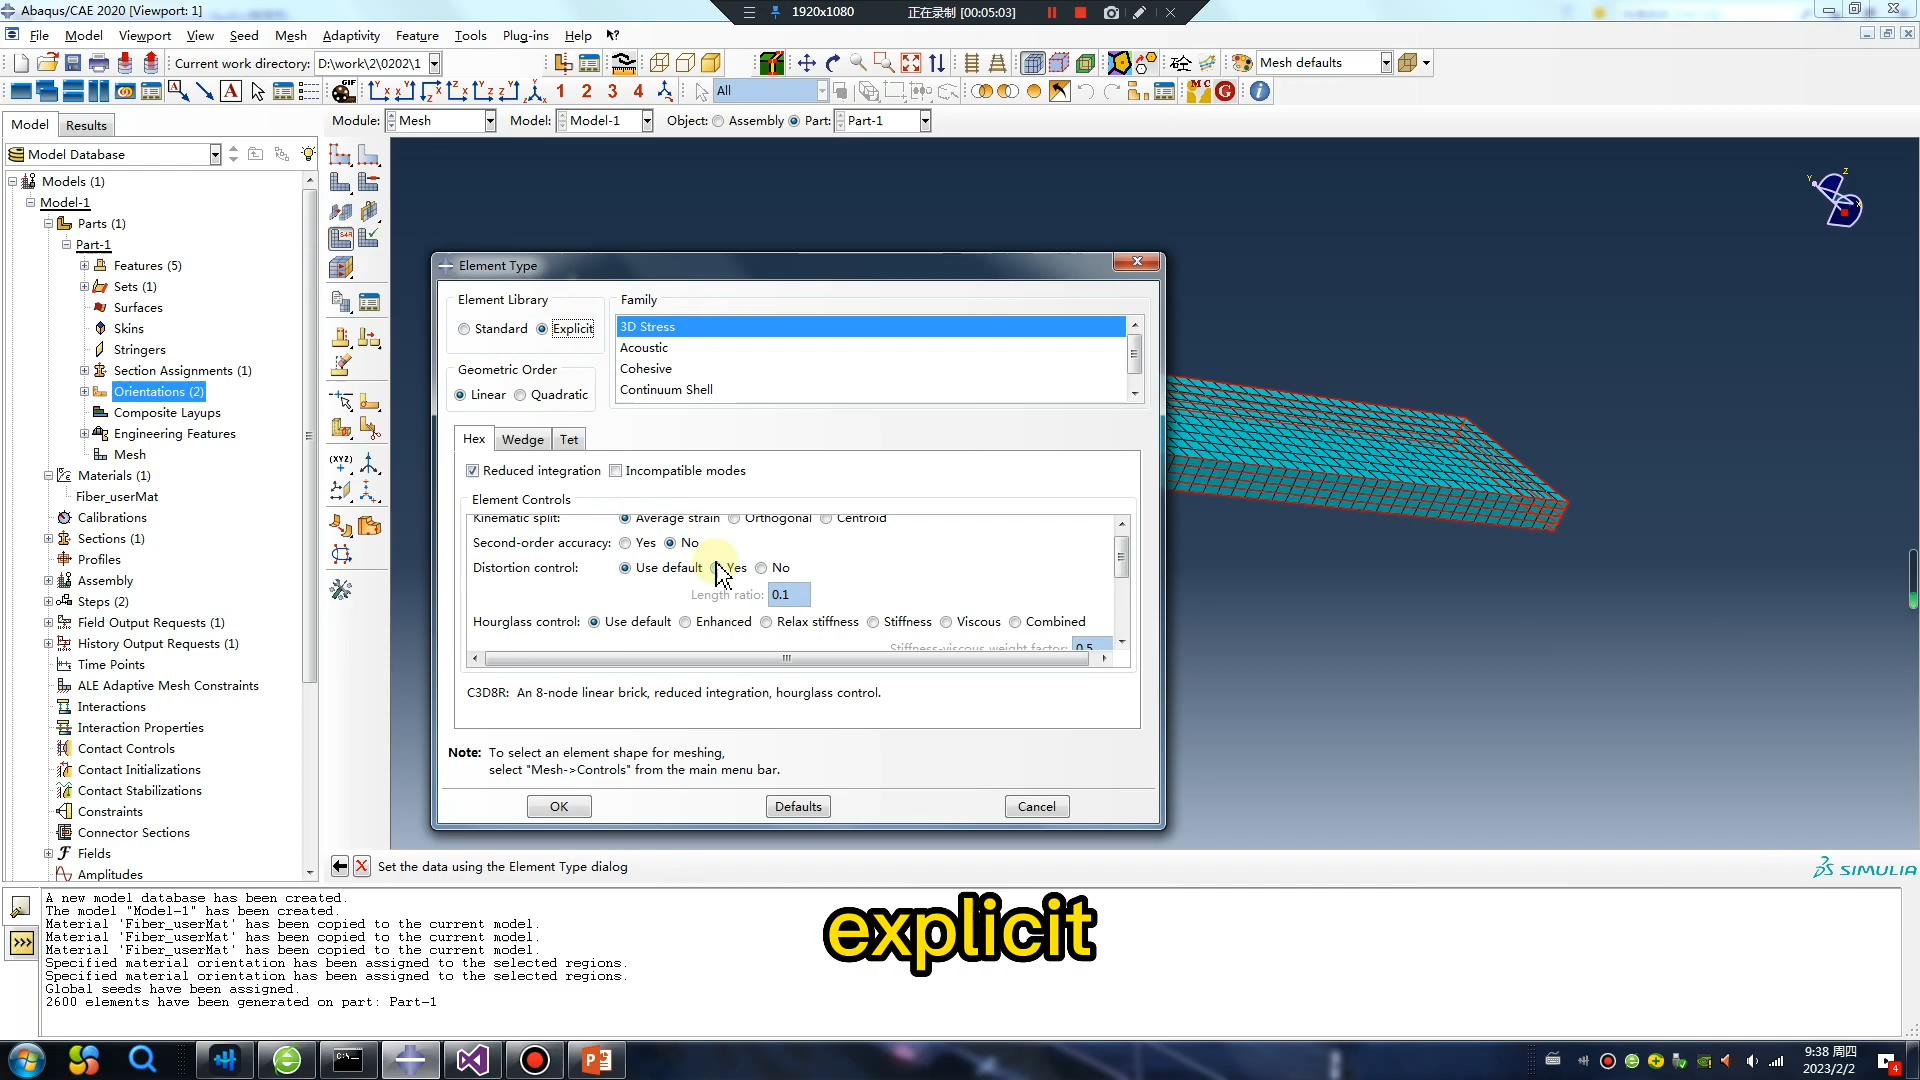 Abaqus/CAE 2020 [Viewport: 1]
1920x1080
正在录制 [00:05:03]
File Model Viewport View Seed Mesh Adaptivity Feature Tools Plug-ins Help
Current work directory: D:\work\2\0202\1
Mesh defaults
1 2 3 4
All
Model Results
Module: Mesh Model: Model-1 Object: Assembly Part: Part-1
Model Database
Models (1)
Model-1
Parts (1)
Part-1
Features (5)
Sets (1)
Surfaces
Skins
Stringers
Section Assignments (1)
Orientations (2)
Composite Layups
Engineering Features
Mesh
Materials (1)
Fiber_userMat
Calibrations
Sections (1)
Profiles
Assembly
Steps (2)
Field Output Requests (1)
History Output Requests (1)
Time Points
ALE Adaptive Mesh Constraints
Interactions
Interaction Properties
Contact Controls
Contact Initializations
Contact Stabilizations
Constraints
Connector Sections
Fields
Amplitudes
Element Type
Element Library
Standard Explicit
Family
3D Stress
Acoustic
Cohesive
Continuum Shell
Geometric Order
Linear Quadratic
Hex Wedge Tet
Reduced integration Incompatible modes
Element Controls
Kinematic split: Average strain Orthogonal Centroid
Second-order accuracy: Yes No
Distortion control: Use default Yes No
Length ratio: 0.1
Hourglass control: Use default Enhanced Relax stiffness Stiffness Viscous Combined
Stiffness-viscous weight factor: 0.5
C3D8R: An 8-node linear brick, reduced integration, hourglass control.
Note: To select an element shape for meshing,
select "Mesh->Controls" from the main menu bar.
OK Defaults Cancel
Set the data using the Element Type dialog
SIMULIA
A new model database has been created.
The model "Model-1" has been created.
Material 'Fiber_userMat' has been copied to the current model.
Material 'Fiber_userMat' has been copied to the current model.
Material 'Fiber_userMat' has been copied to the current model.
Specified material orientation has been assigned to the selected regions.
Specified material orientation has been assigned to the selected regions.
Global seeds have been assigned.
2600 elements have been generated on part: Part-1
explicit
9:38 周四
2023/2/2